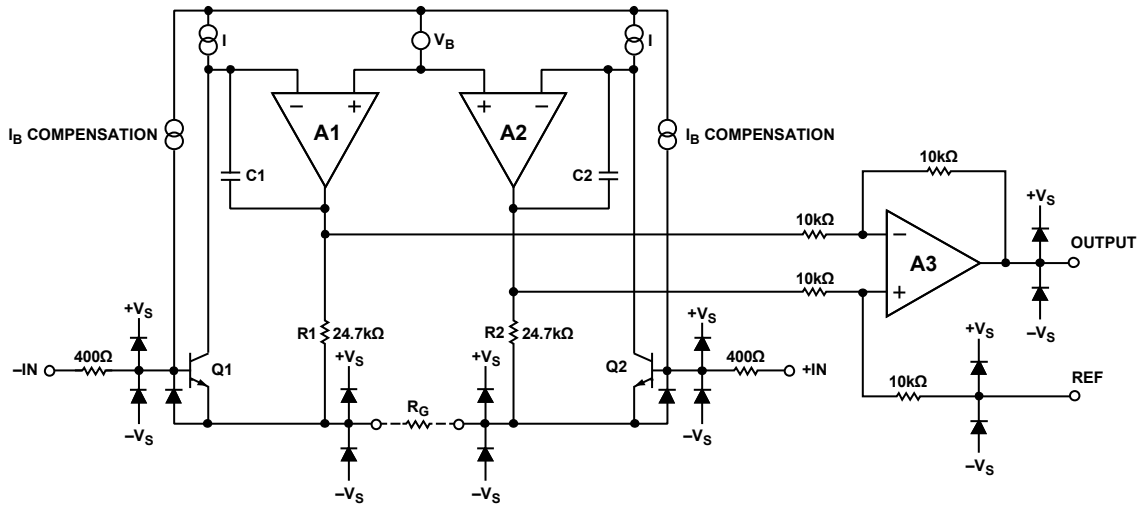 I
V_B
I
− +
+ −
A1
A2
I_B COMPENSATION
I_B COMPENSATION
C1
C2
10kΩ
10kΩ
+V_S
−
OUTPUT
A3
10kΩ
+
−V_S
+V_S
R1 24.7kΩ
R2 24.7kΩ
+V_S
+V_S
400Ω
−IN
Q1
+V_S
+V_S
Q2
400Ω
+IN
10kΩ
REF
R_G
−V_S
−V_S
−V_S
−V_S
−V_S